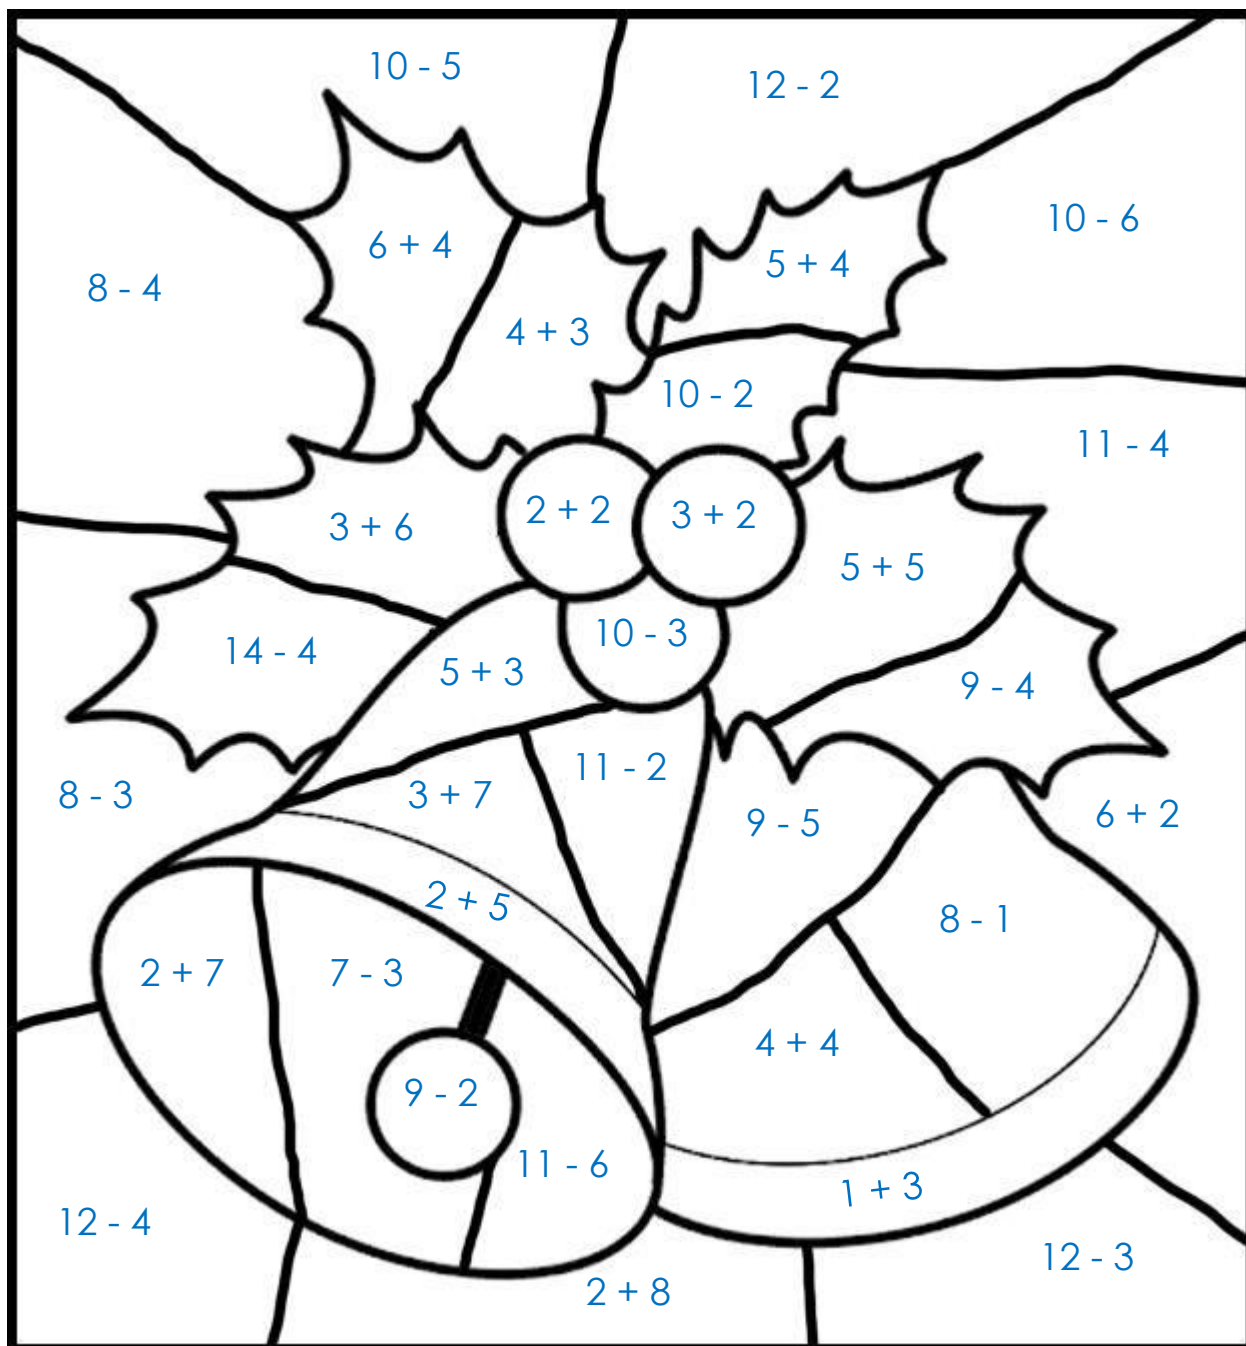 10 - 5
12 - 2
10 - 6
6 + 4
5 + 4
8 - 4
4 + 3
10 - 2
11 - 4
3 + 6
2 + 2
3 + 2
5 + 5
14 - 4
10 - 3
5 + 3
9 - 4
11 - 2
8 - 3
3 + 7
9 - 5
6 + 2
2 + 5
8 - 1
2 + 7
7 - 3
4 + 4
9 - 2
11 - 6
1 + 3
12 - 4
12 - 3
2 + 8